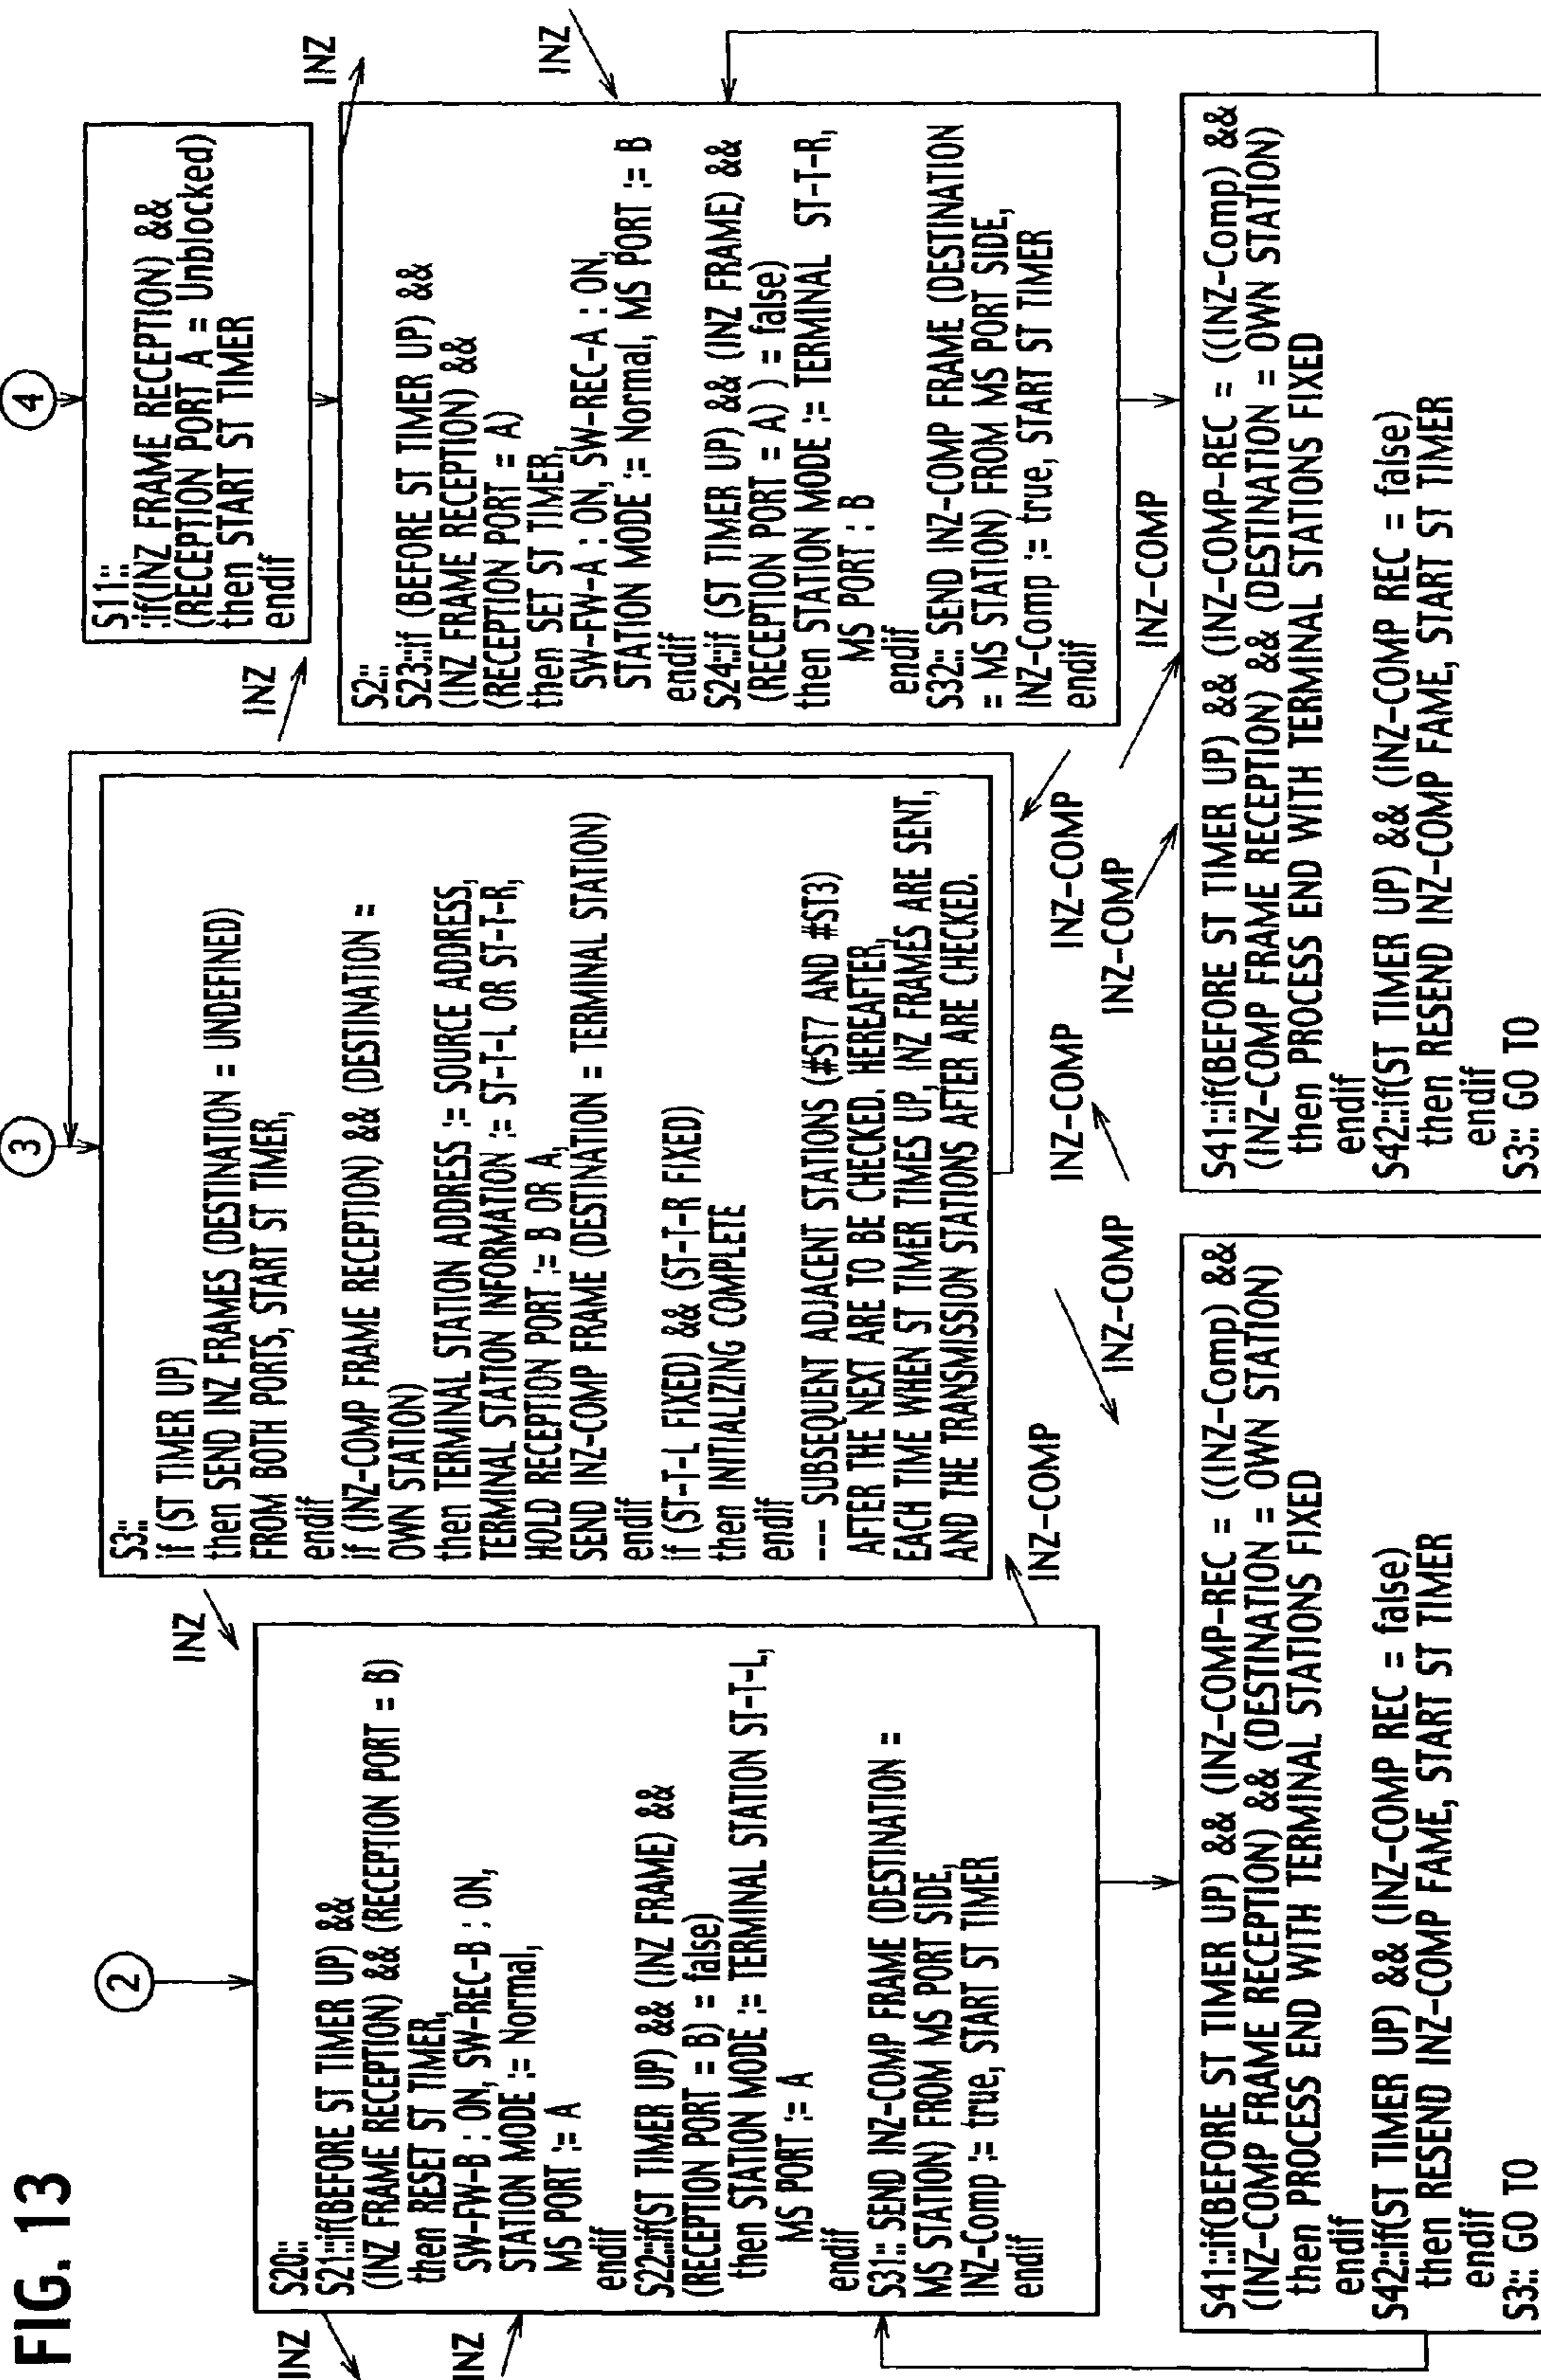 FIG. 13
2
INZ
INZ
S20::
S21::if(BEFORE ST TIMER UP) &&
(INZ FRAME RECEPTION) && (RECEPTION PORT = B)
then RESET ST TIMER,
SW-FW-B : ON, SW-REC-B : ON,
STATION MODE := Normal,
MS PORT := A
endif
S22::if(ST TIMER UP) && (INZ FRAME) &&
(RECEPTION PORT = B) = false)
then STATION MODE := TERMINAL STATION ST-T-L,
MS PORT := A
endif
S31:: SEND INZ-COMP FRAME (DESTINATION =
MS STATION) FROM MS PORT SIDE,
INZ-Comp := true, START ST TIMER
endif
S41::if(BEFORE ST TIMER UP) && (INZ-COMP-REC = ((INZ-Comp) &&
(INZ-COMP FRAME RECEPTION) && (DESTINATION = OWN STATION)
then PROCESS END WITH TERMINAL STATIONS FIXED
endif
S42::if(ST TIMER UP) && (INZ-COMP REC = false)
then RESEND INZ-COMP FAME, START ST TIMER
endif
S3:: GO TO
INZ
3
S3::
if (ST TIMER UP)
then SEND INZ FRAMES (DESTINATION = UNDEFINED)
FROM BOTH PORTS, START ST TIMER,
endif
if (INZ-COMP FRAME RECEPTION) && (DESTINATION =
OWN STATION)
then TERMINAL STATION ADDRESS := SOURCE ADDRESS,
TERMINAL STATION INFORMATION := ST-T-L OR ST-T-R,
HOLD RECEPTION PORT := B OR A,
SEND INZ-COMP FRAME (DESTINATION = TERMINAL STATION)
endif
if (ST-T-L FIXED) && (ST-T-R FIXED)
then INITIALIZING COMPLETE
endif
--- SUBSEQUENT ADJACENT STATIONS (#ST7 AND #ST3)
AFTER THE NEXT ARE TO BE CHECKED. HEREAFTER,
EACH TIME WHEN ST TIMER TIMES UP, INZ FRAMES ARE SENT,
AND THE TRANSMISSION STATIONS AFTER ARE CHECKED.
INZ-COMP
INZ-COMP
INZ-COMP
INZ-COMP
INZ-COMP
INZ-COMP
INZ
4
S11::
if(INZ FRAME RECEPTION) &&
(RECEPTION PORT A = Unblocked)
then START ST TIMER
endif
INZ
INZ
S2::
S23::if (BEFORE ST TIMER UP) &&
(INZ FRAME RECEPTION) &&
(RECEPTION PORT = A)
then SET ST TIMER,
SW-FW-A : ON, SW-REC-A : ON,
STATION MODE := Normal, MS PORT := B
endif
S24::if (ST TIMER UP) && (INZ FRAME) &&
(RECEPTION PORT = A) ) = false)
then STATION MODE := TERMINAL ST-T-R,
MS PORT : B
endif
S32:: SEND INZ-COMP FRAME (DESTINATION
= MS STATION) FROM MS PORT SIDE,
INZ-Comp := true, START ST TIMER
endif
S41::if(BEFORE ST TIMER UP) && (INZ-COMP-REC = ((INZ-Comp) &&
(INZ-COMP FRAME RECEPTION) && (DESTINATION = OWN STATION)
then PROCESS END WITH TERMINAL STATIONS FIXED
endif
S42::if(ST TIMER UP) && (INZ-COMP REC = false)
then RESEND INZ-COMP FAME, START ST TIMER
endif
S3:: GO TO